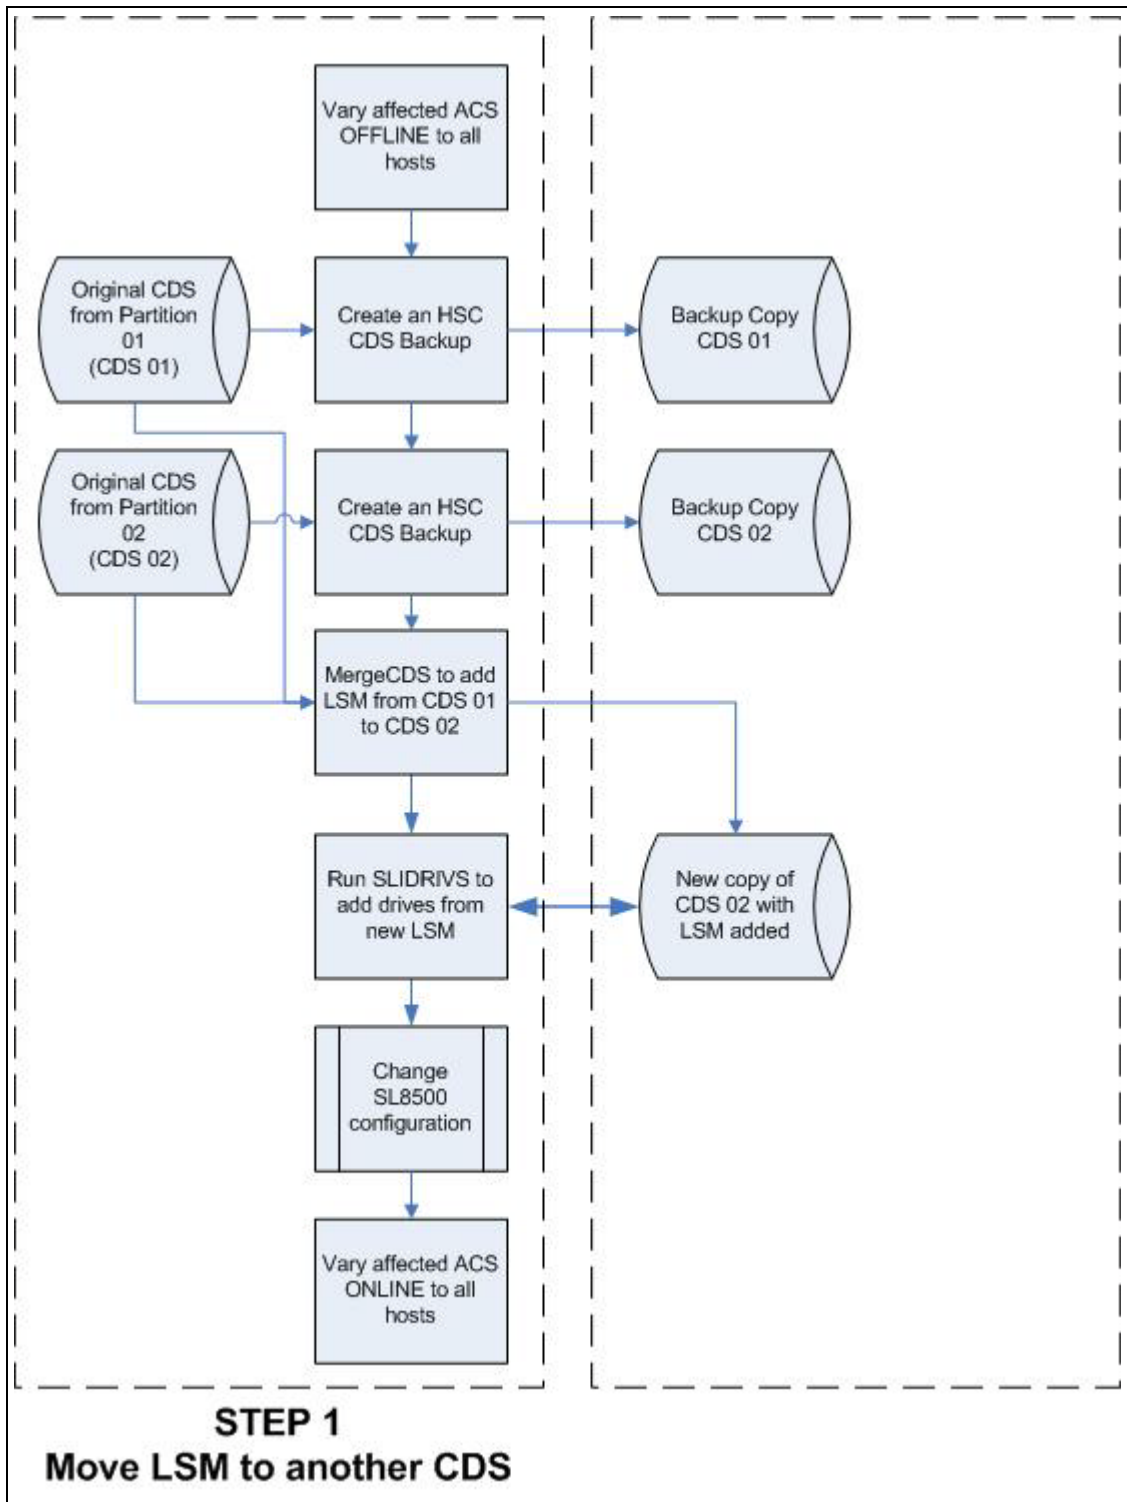 Vary affected ACS
OFFLINE to all
hosts
Original CDS
from Partition
01
(CDS 01)
Create an HSC
CDS Backup
Backup Copy
CDS 01
Original CDS
from Partition
02
(CDS 02)
Create an HSC
CDS Backup
Backup Copy
CDS 02
MergeCDS to add
LSM from CDS 01
to CDS 02
Run SLIDRIVS to
add drives from
new LSM
New copy of
CDS 02 with
LSM added
Change
SL8500
configuration
Vary affected ACS
ONLINE to all
hosts
STEP 1
Move LSM to another CDS